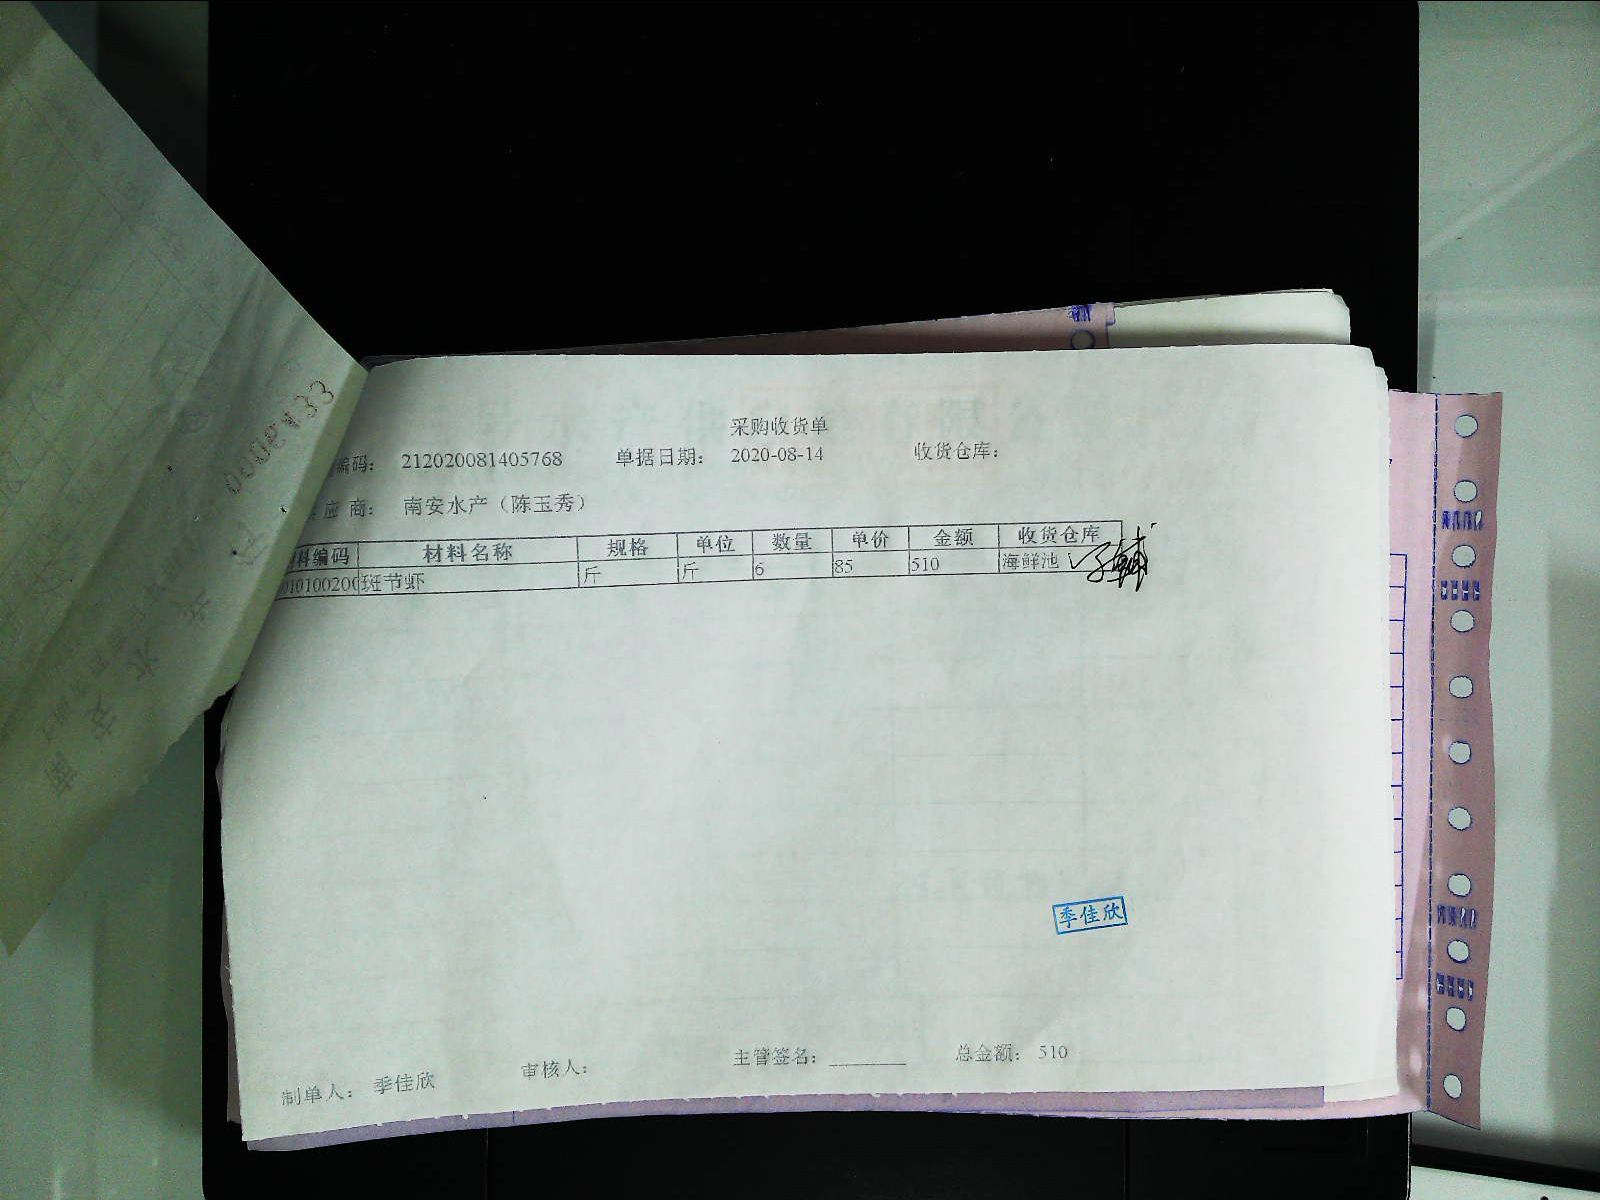 采购收货单
编码： 212020081405768 单据日期： 2020-08-14 收货仓库：
应 商： 南安水产（陈玉秀）
料编码 材料名称 规格 单位 数量 单价 金额 收货仓库
班节虾 斤 斤 6 85 510 海鲜池
季佳欣
制单人： 季佳欣 审核人： 主管签名： 总金额： 510